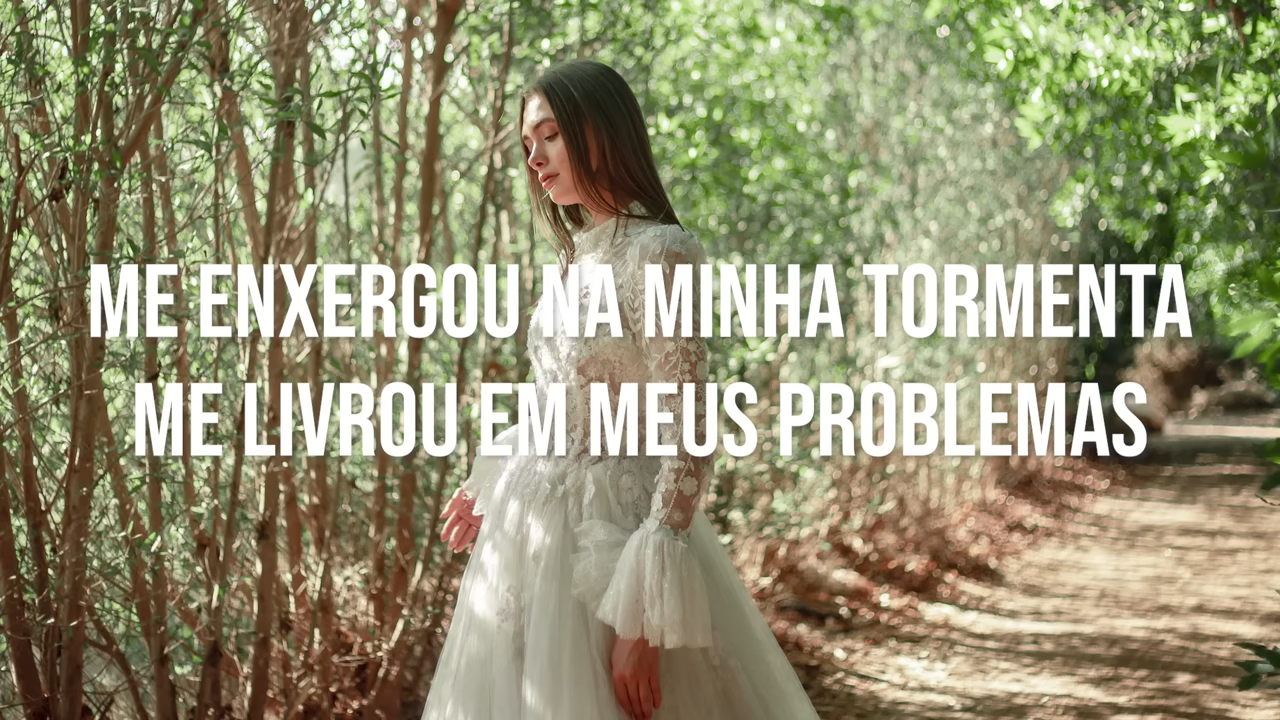 ME ENXERGOU NA MINHA TORMENTA
ME LIVROU EM MEUS PROBLEMAS